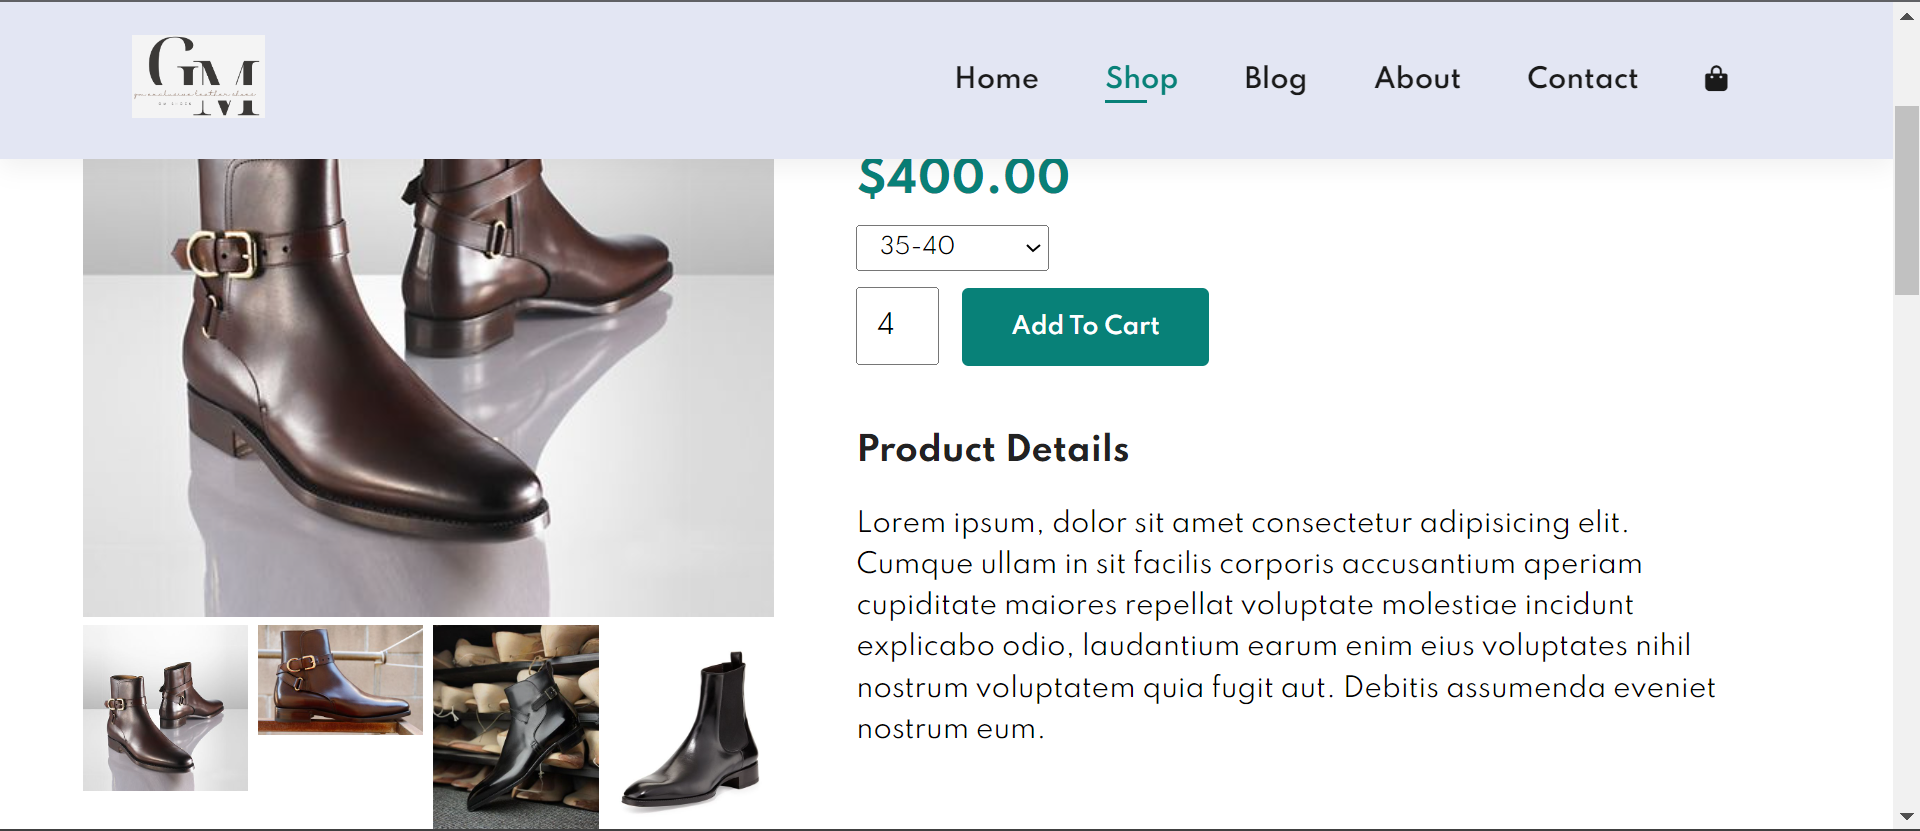 GM
Home
Shop
Blog
About
Contact
$400.00
35-40
4
Add To Cart
Product Details
Lorem ipsum, dolor sit amet consectetur adipisicing elit.
Cumque ullam in sit facilis corporis accusantium aperiam
cupiditate maiores repellat voluptate molestiae incidunt
explicabo odio, laudantium earum enim eius voluptates nihil
nostrum voluptatem quia fugit aut. Debitis assumenda eveniet
nostrum eum.